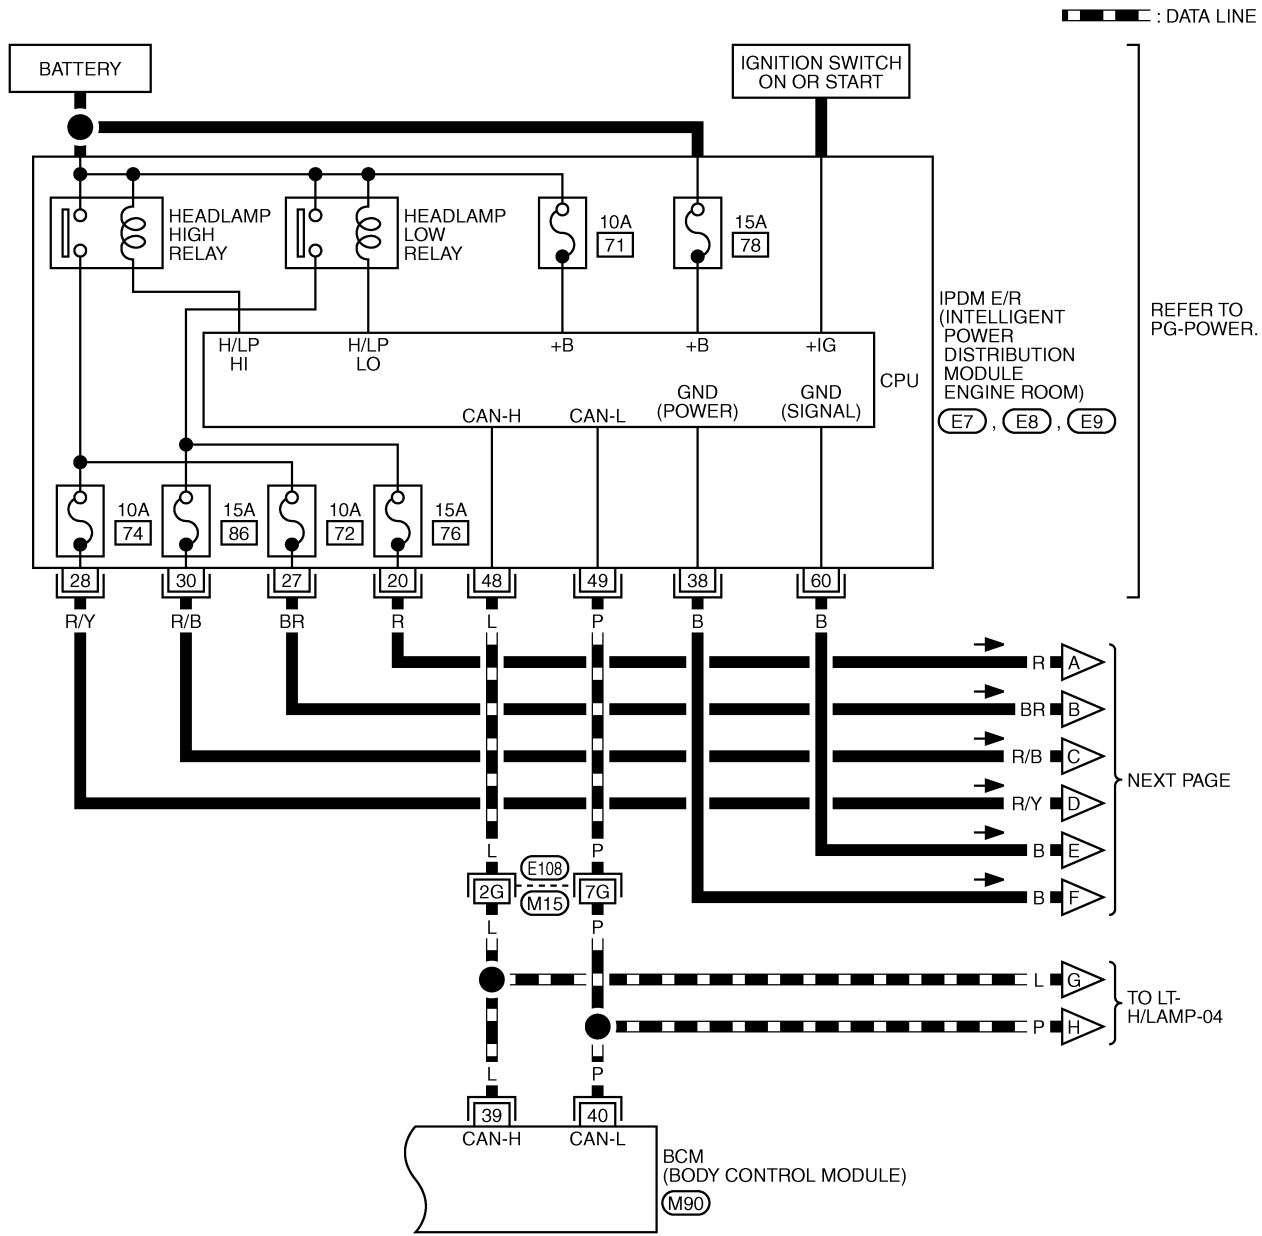 : DATA LINE
BATTERY
IGNITION SWITCH
ON OR START
HEADLAMP
HIGH
RELAY
HEADLAMP
LOW
RELAY
10A
71
15A
78
IPDM E/R
(INTELLIGENT
POWER
DISTRIBUTION
MODULE
ENGINE ROOM)
E7 , E8 , E9
REFER TO
PG-POWER.
H/LP
HI
H/LP
LO
+B
+B
+IG
CPU
CAN-H
CAN-L
GND
(POWER)
GND
(SIGNAL)
10A
74
15A
86
10A
72
15A
76
28
30
27
20
48
49
38
60
R/Y
R/B
BR
R
L
P
B
B
R
A
BR
B
R/B
C
R/Y
D
B
E
B
F
NEXT PAGE
L
P
2G
E108
M15
7G
L
P
L
G
P
H
TO LT-
H/LAMP-04
L
P
39
40
CAN-H
CAN-L
BCM
(BODY CONTROL MODULE)
M90